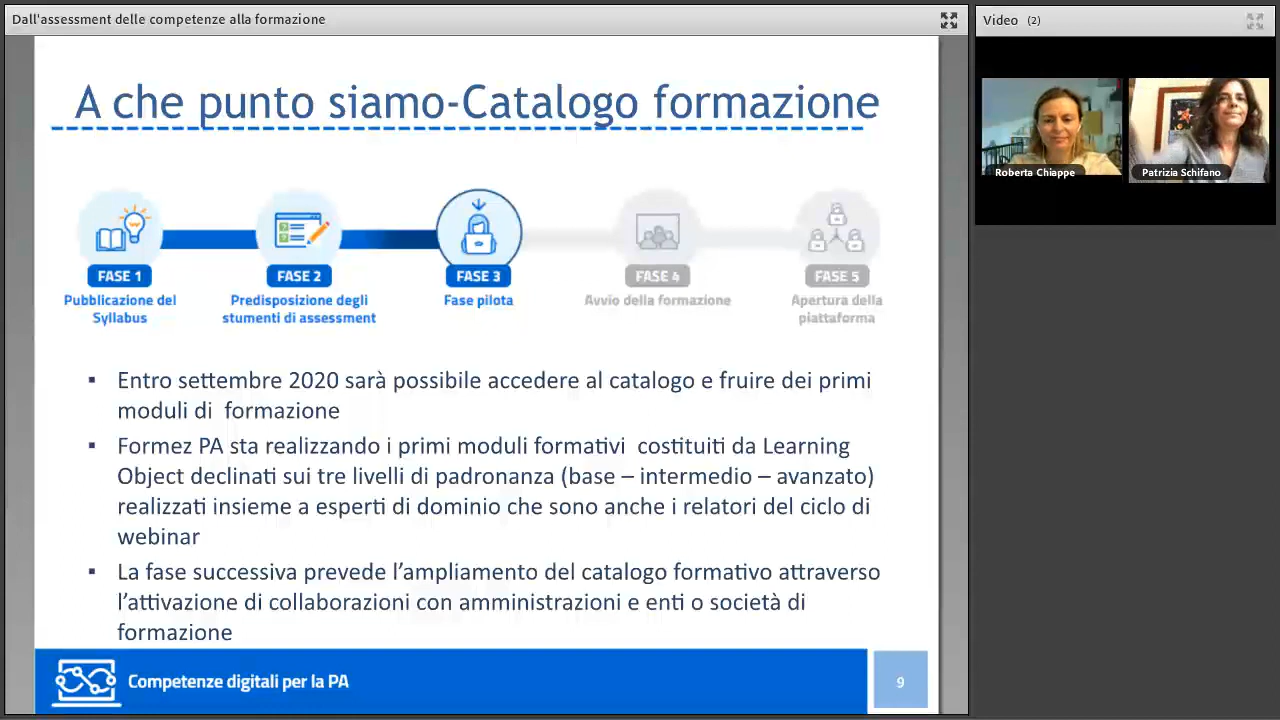 Dall'assessment delle competenze alla formazione
Video (2)
A che punto siamo-Catalogo formazione
Roberta Chiappe
Patrizia Schifano
FASE 1
FASE 2
FASE 3
FASE 4
FASE 5
Pubblicazione del
Syllabus
Predisposizione degli
stumenti di assessment
Fase pilota
Avvio della formazione
Apertura della
piattaforma
▪ Entro settembre 2020 sarà possibile accedere al catalogo e fruire dei primi
moduli di formazione
▪ Formez PA sta realizzando i primi moduli formativi costituiti da Learning
Object declinati sui tre livelli di padronanza (base – intermedio – avanzato)
realizzati insieme a esperti di dominio che sono anche i relatori del ciclo di
webinar
▪ La fase successiva prevede l’ampliamento del catalogo formativo attraverso
l’attivazione di collaborazioni con amministrazioni e enti o società di
formazione
Competenze digitali per la PA
9